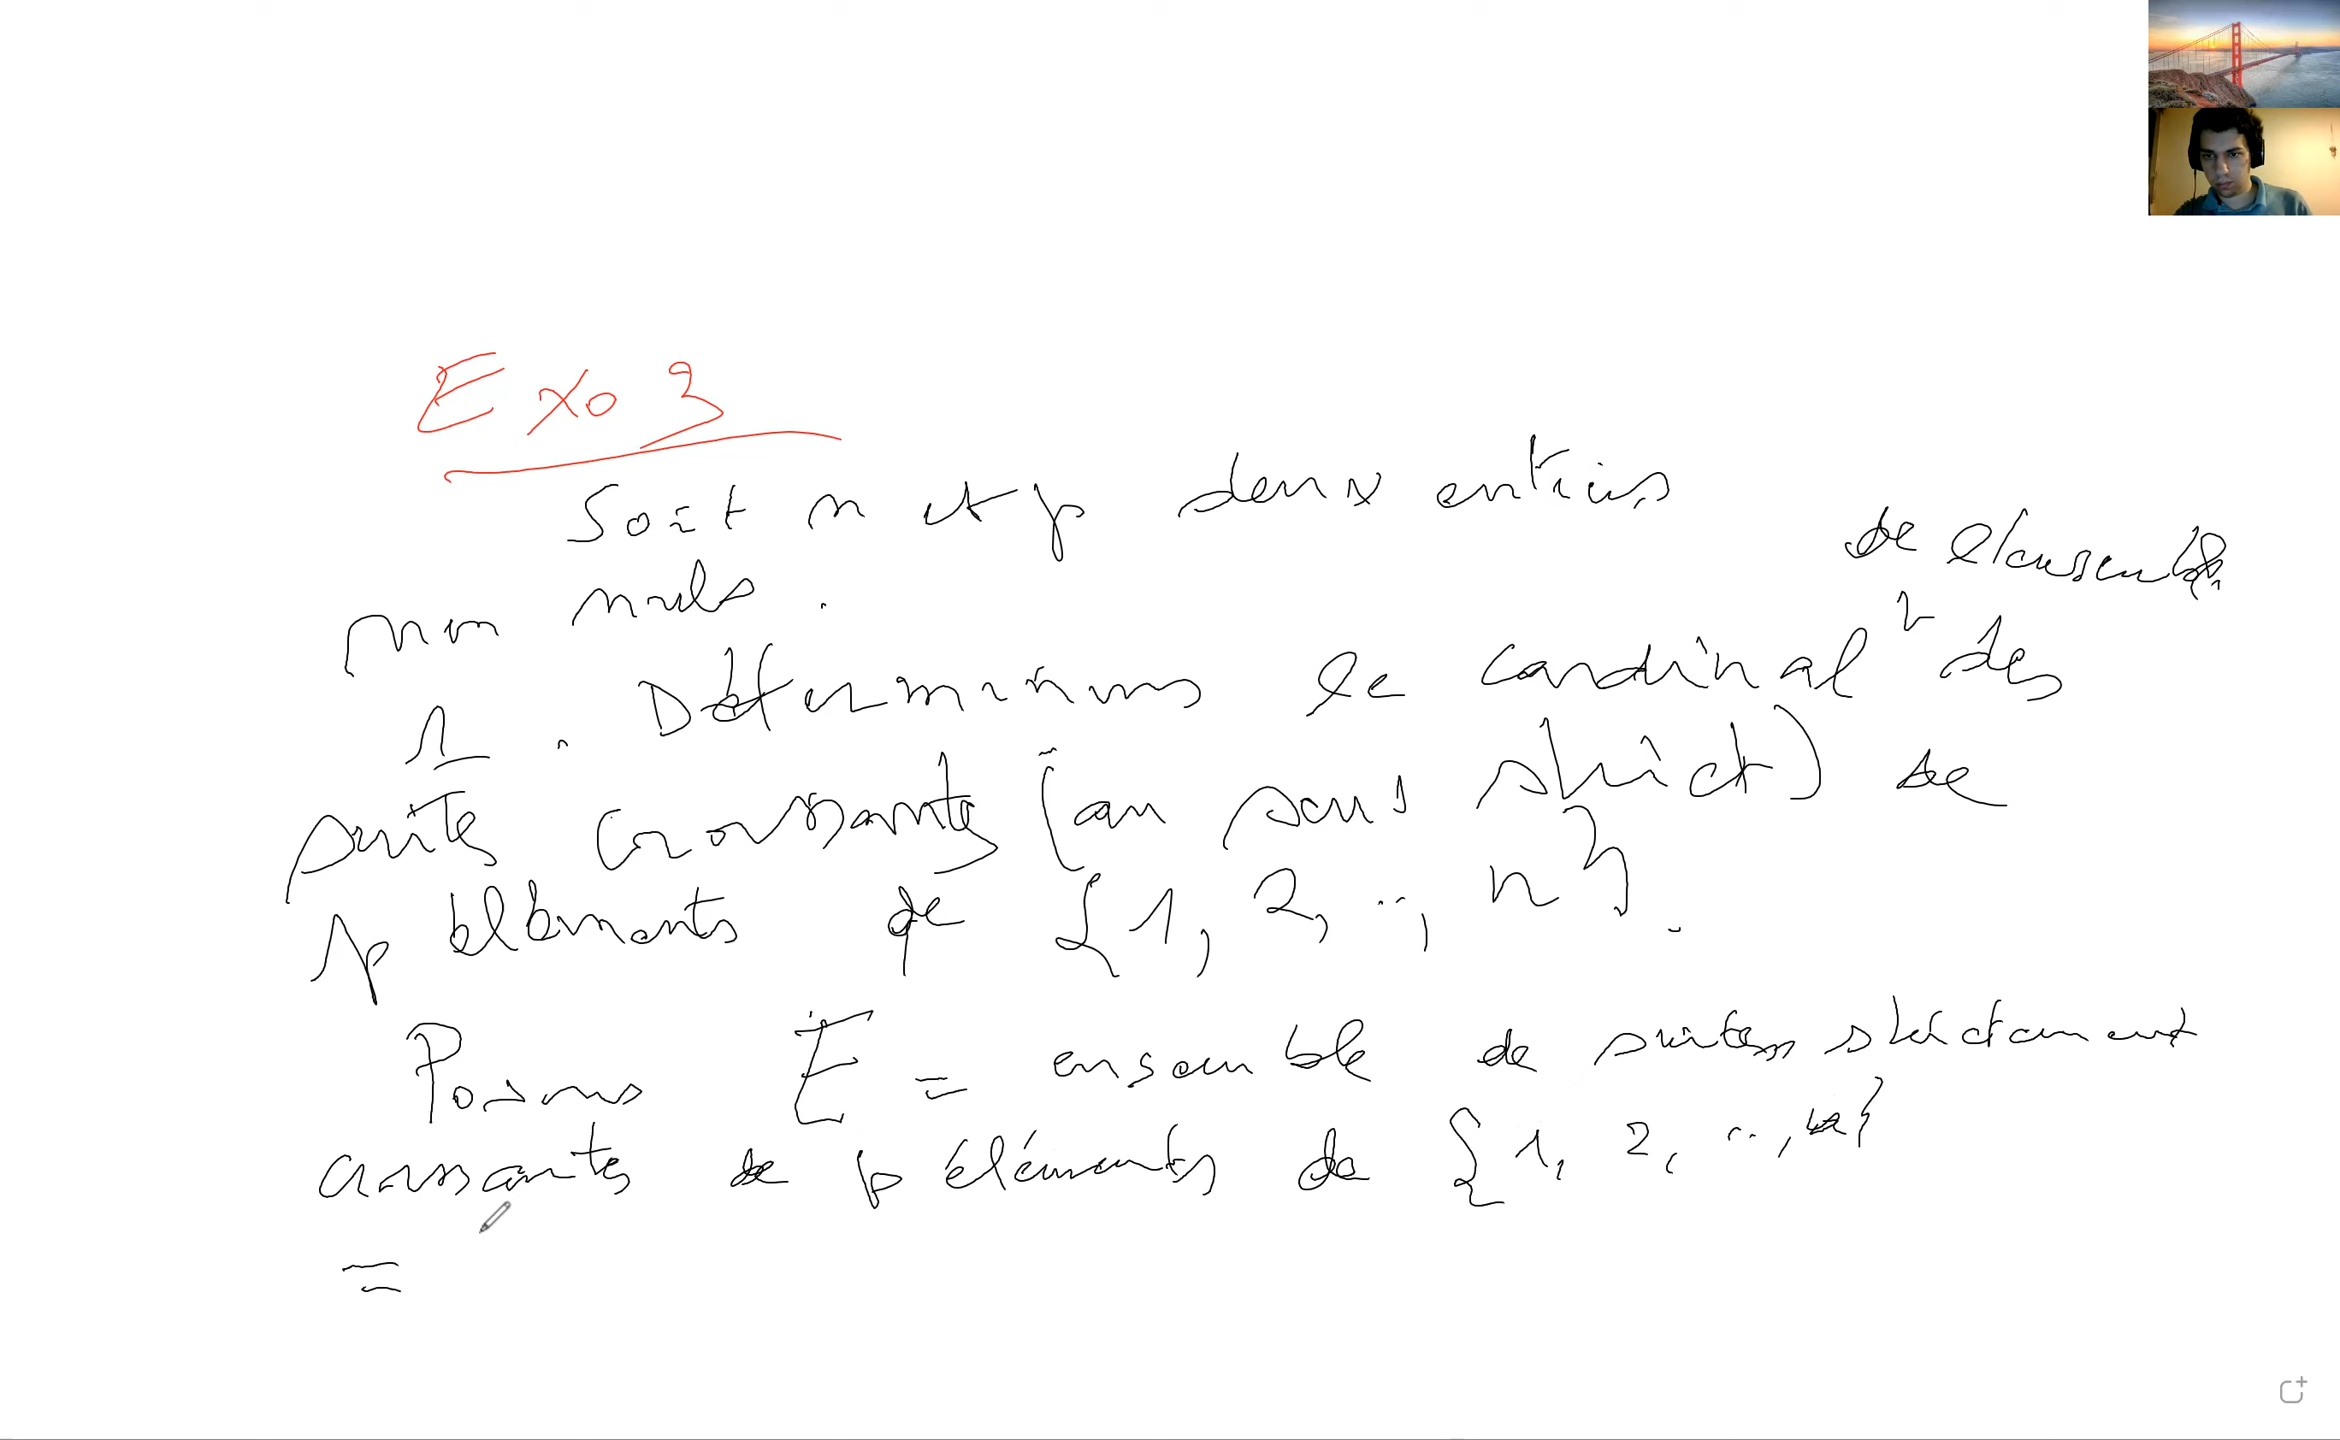 Exo 3
Soit n et p deux entiers
non nuls.
1. Déterminons le cardinal de l'ensemble des
suites croissantes (au sens strict) de
p éléments de {1, 2, .., n}.
Posons E = ensemble de suites strictement
croissantes de p éléments de {1, 2, .., n}
=